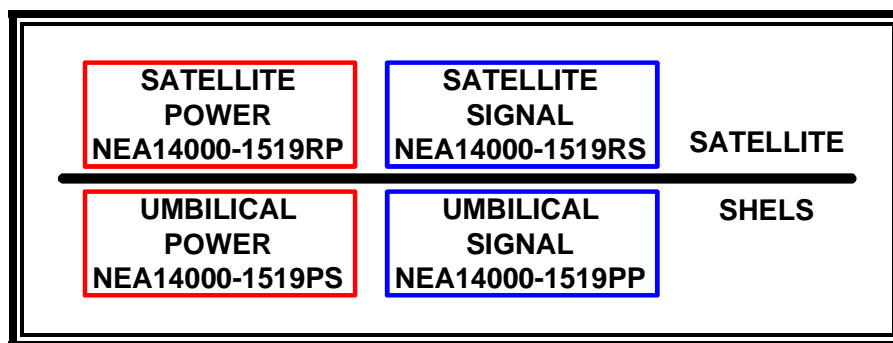 SATELLITE
POWER
NEA14000-1519RP
SATELLITE
SIGNAL
NEA14000-1519RS
SATELLITE
UMBILICAL
POWER
NEA14000-1519PS
UMBILICAL
SIGNAL
NEA14000-1519PP
SHELS